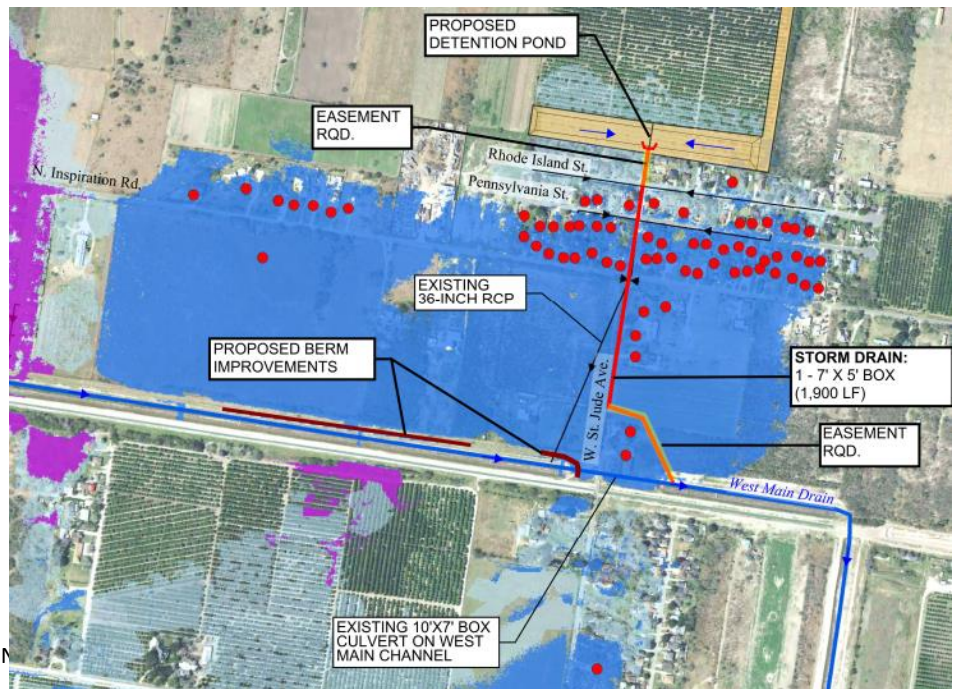 PROPOSED
DETENTION POND
EASEMENT
RQD.
Rhode Island St.
N. Inspiration Rd.
Pennsylvania St.
EXISTING
36-INCH RCP
PROPOSED BERM
IMPROVEMENTS
STORM DRAIN:
1 - 7' X 5' BOX
(1,900 LF)
W. St. Jude Ave.
EASEMENT
RQD.
West Main Drain
EXISTING 10'X7' BOX
CULVERT ON WEST
MAIN CHANNEL
N